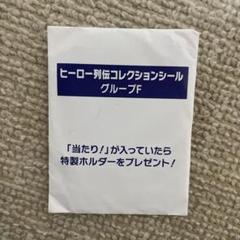 ヒーロー列伝コレクションシール
グループF
「当たり!」が入っていたら
特製ホルダーをプレゼント!